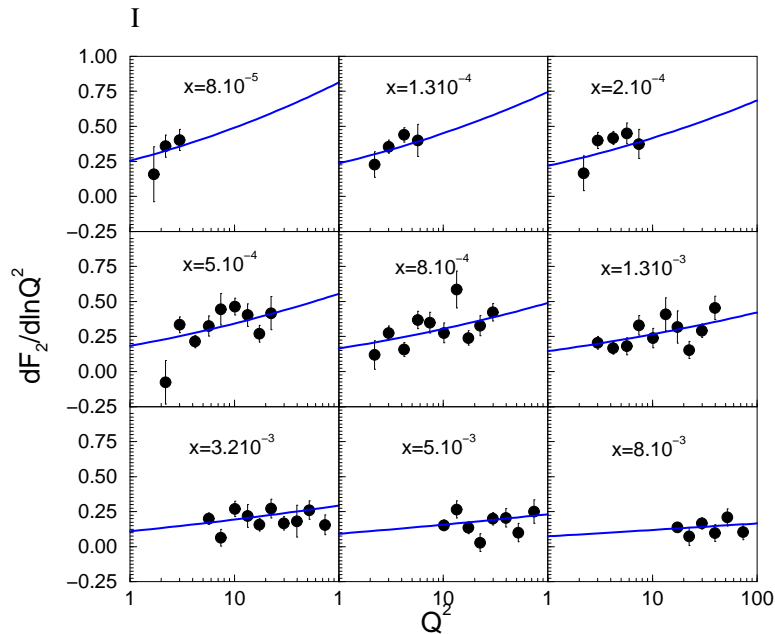 I
1.00
0.75
0.50
0.25
0.00
−0.25
x=8.10⁻⁵
x=1.310⁻⁴
x=2.10⁻⁴
0.75
0.50
0.25
0.00
−0.25
x=5.10⁻⁴
x=8.10⁻⁴
x=1.310⁻³
dF₂/dlnQ²
0.75
0.50
0.25
0.00
−0.25
x=3.210⁻³
x=5.10⁻³
x=8.10⁻³
1 10 1 10 1 10 100
Q²